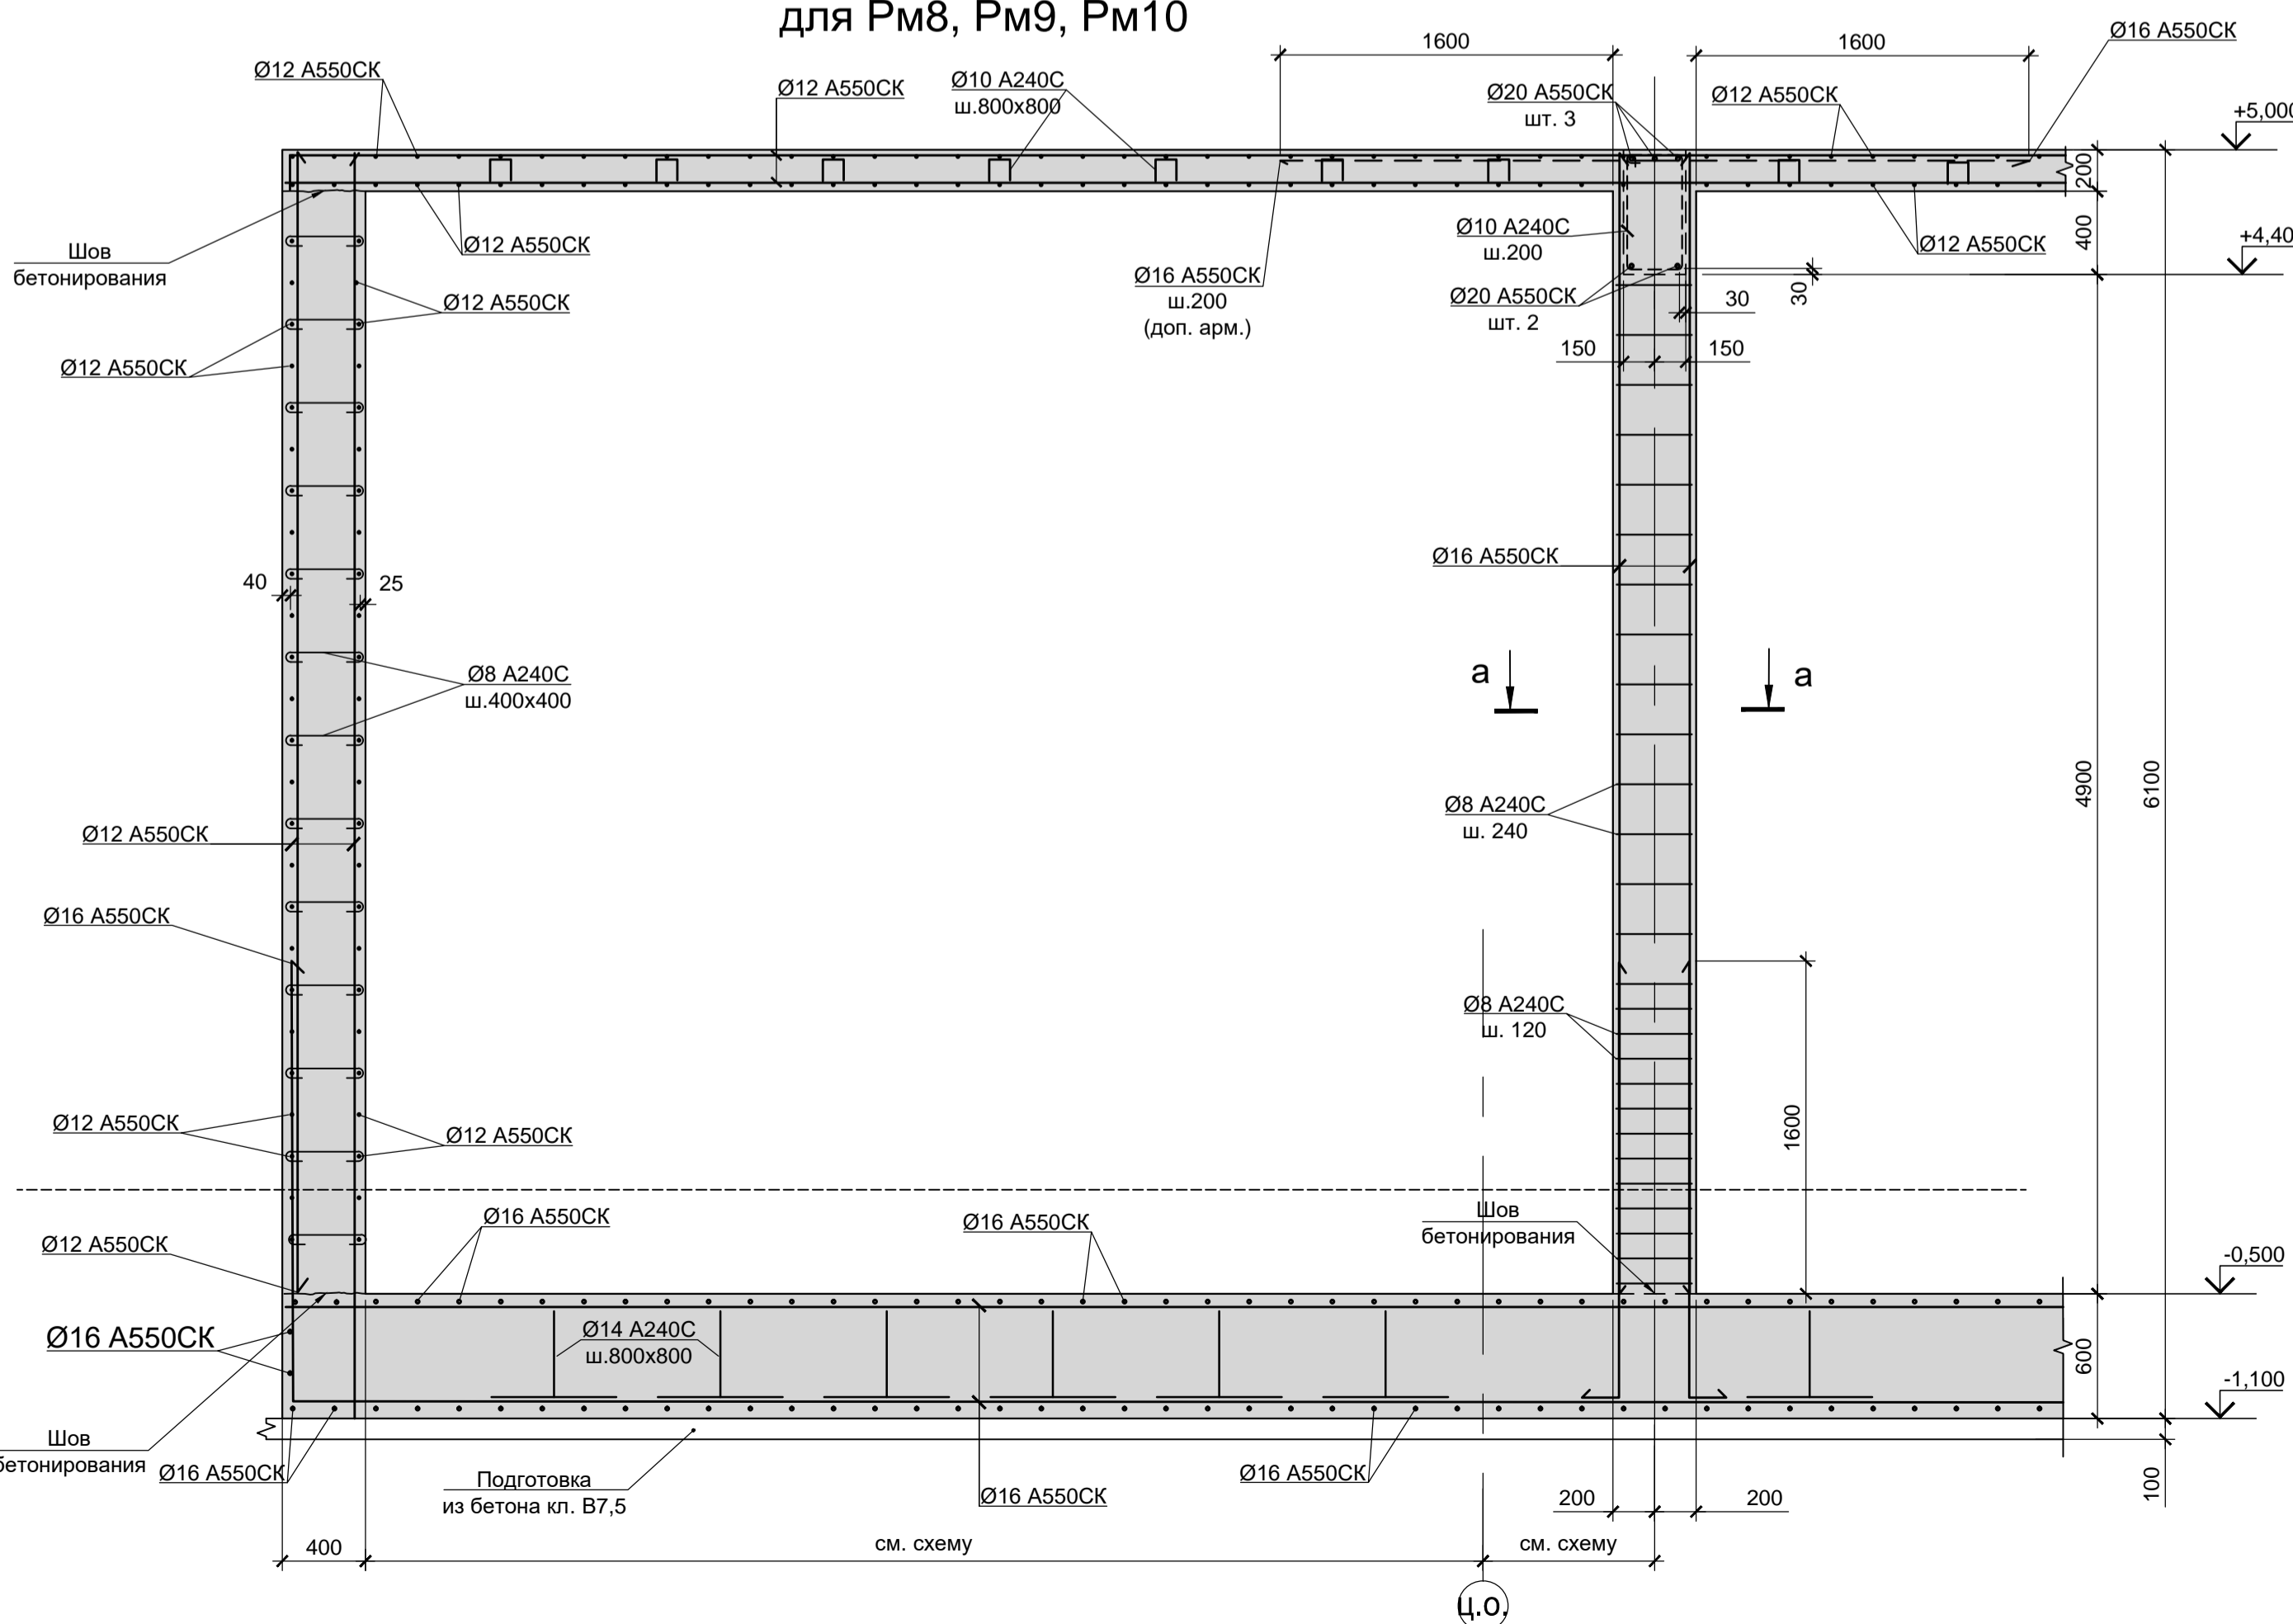 для Рм8, Рм9, Рм10
1600
1600
Ø16 А550СК
Ø12 А550СК
Ø12 А550СК
Ø10 А240С
ш.800х800
Ø20 А550СК
шт. 3
Ø12 А550СК
+5,000
200
Шов
бетонирования
Ø12 А550СК
Ø10 А240С
ш.200
Ø12 А550СК
400
+4,40
Ø12 А550СК
Ø16 А550СК
ш.200
(доп. арм.)
Ø20 А550СК
шт. 2
30
30
Ø12 А550СК
150
150
Ø16 А550СК
40
25
Ø8 А240С
ш.400х400
а
а
4900
6100
Ø12 А550СК
Ø8 А240С
ш. 240
Ø16 А550СК
Ø8 А240С
ш. 120
1600
Ø12 А550СК
Ø12 А550СК
Ø12 А550СК
Ø16 А550СК
Ø16 А550СК
Шов
бетонирования
-0,500
Ø16 А550СК
Ø14 А240С
ш.800х800
600
-1,100
Шов
бетонирования
Ø16 А550СК
Подготовка
из бетона кл. В7,5
Ø16 А550СК
Ø16 А550СК
200
200
100
400
см. схему
см. схему
ц.о.